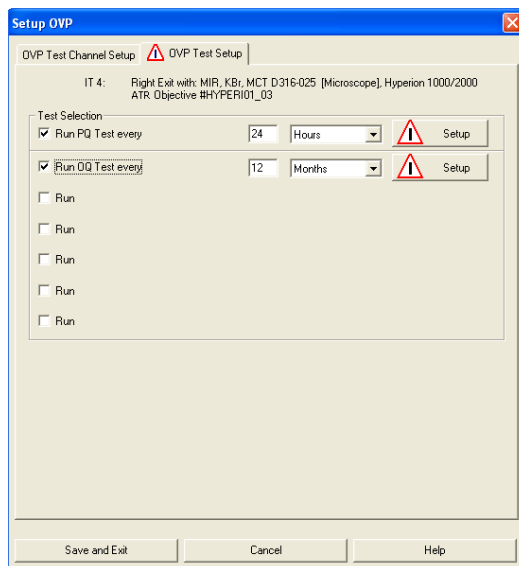 Setup OVP
OVP Test Channel Setup
OVP Test Setup
IT 4: Right Exit with: MIR, KBr, MCT D316-025 [Microscope], Hyperion 1000/2000
ATR Objective #HYPERI01_03
Test Selection
Run PQ Test every 24 Hours Setup
Run OQ Test every 12 Months Setup
Run
Run
Run
Run
Run
Save and Exit Cancel Help